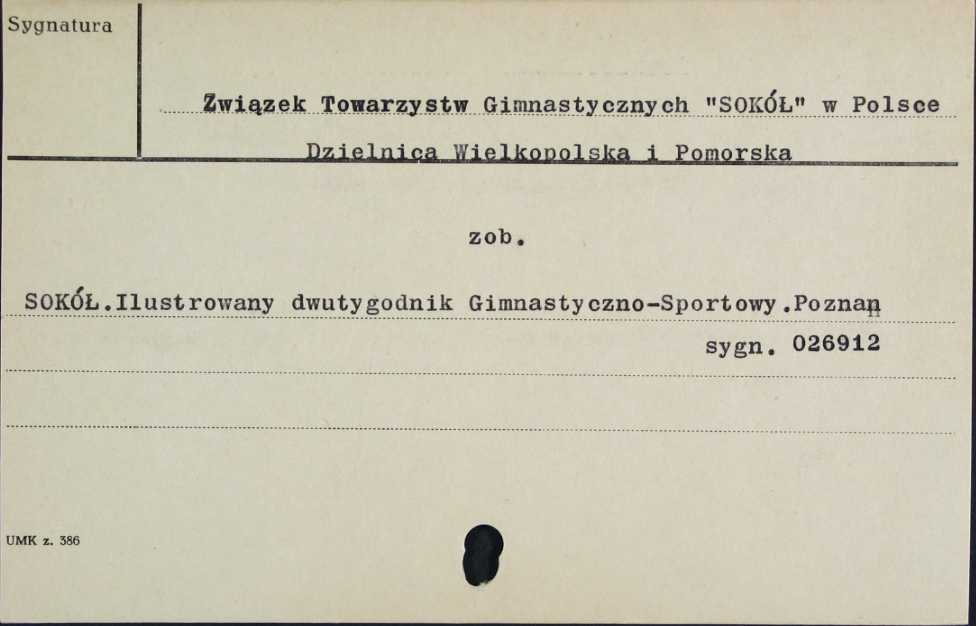 Sygnatura
Związek Towarzystw Gimnastycznych "SOKÓŁ" w Polsce
Dzielnica Wielkopolska i Pomorska
zob.
SOKÓŁ.Ilustrowany dwutygodnik Gimnastyczno-Sportowy.Poznań
sygn. 026912
UMK z. 386